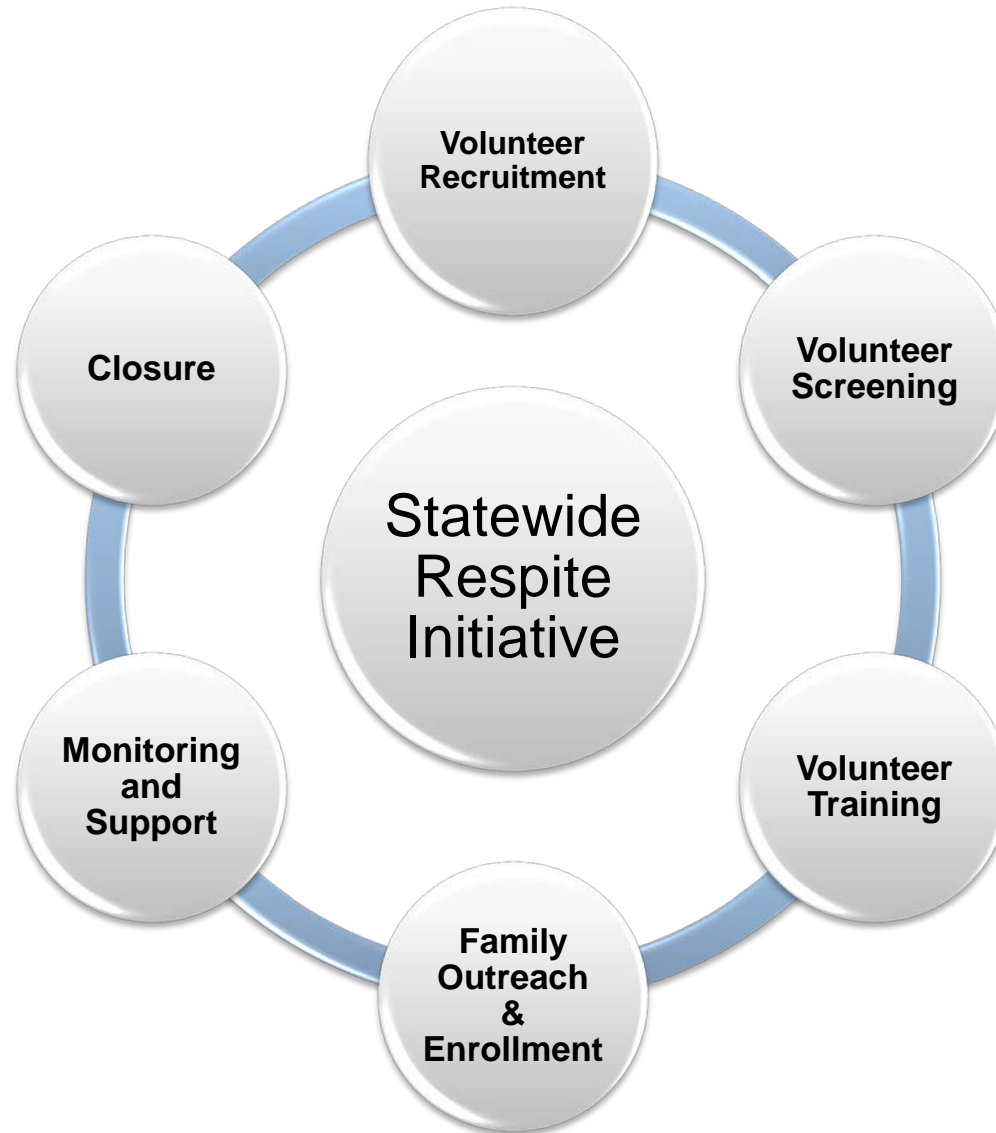 Volunteer
Recruitment
Volunteer
Screening
Volunteer
Training
Family
Outreach
&
Enrollment
Monitoring
and
Support
Closure
Statewide
Respite
Initiative